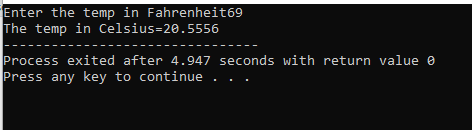 Enter the temp in Fahrenheit69
The temp in Celsius=20.5556
--------------------------------
Process exited after 4.947 seconds with return value 0
Press any key to continue . . .